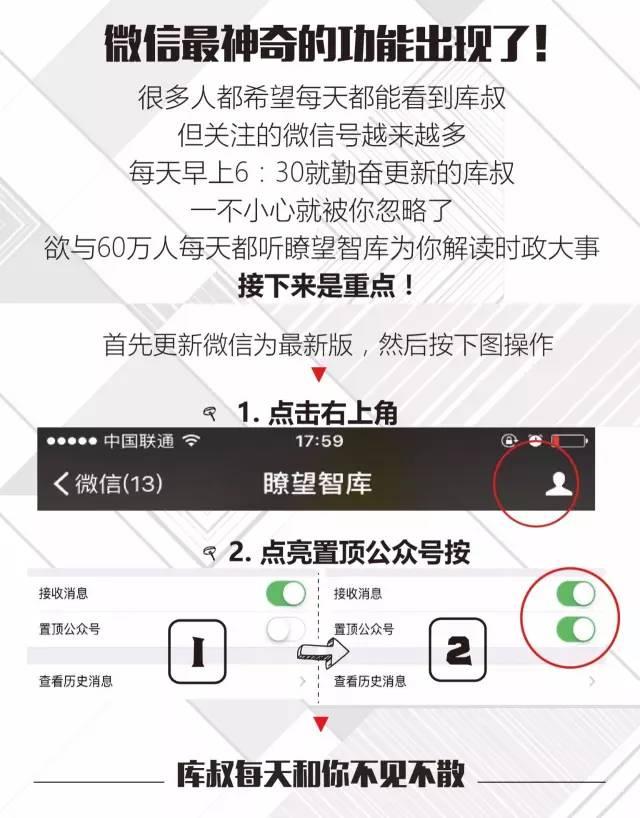 微信最神奇的功能出现了！
很多人都希望每天都能看到库叔
但关注的微信号越来越多
每天早上6：30就勤奋更新的库叔
一不小心就被你忽略了
欲与60万人每天都听瞭望智库为你解读时政大事
接下来是重点！
首先更新微信为最新版，然后按下图操作
1. 点击右上角
中国联通 17:59
微信(13) 瞭望智库
2. 点亮置顶公众号按
接收消息 接收消息
置顶公众号 1 置顶公众号 2
查看历史消息 查看历史消息
库叔每天和你不见不散